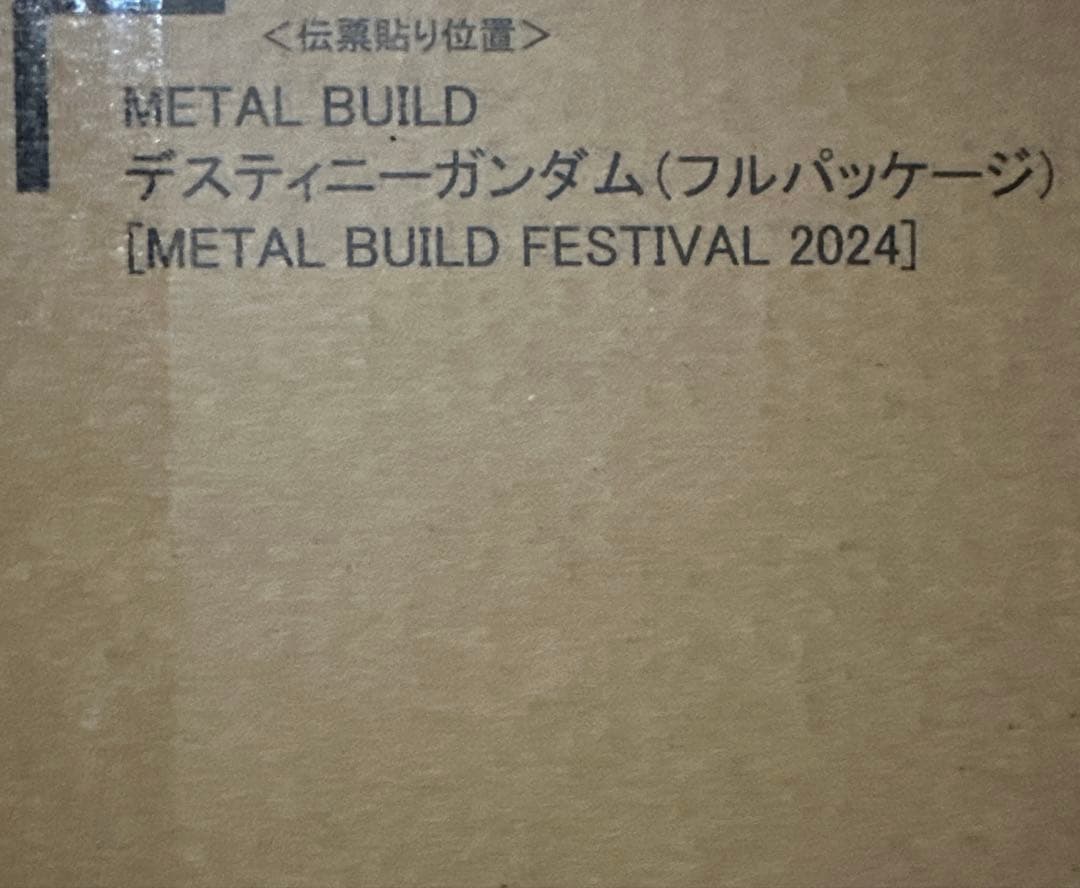 ＜伝票貼り位置＞
METAL BUILD
デスティニーガンダム(フルパッケージ)
[METAL BUILD FESTIVAL 2024]